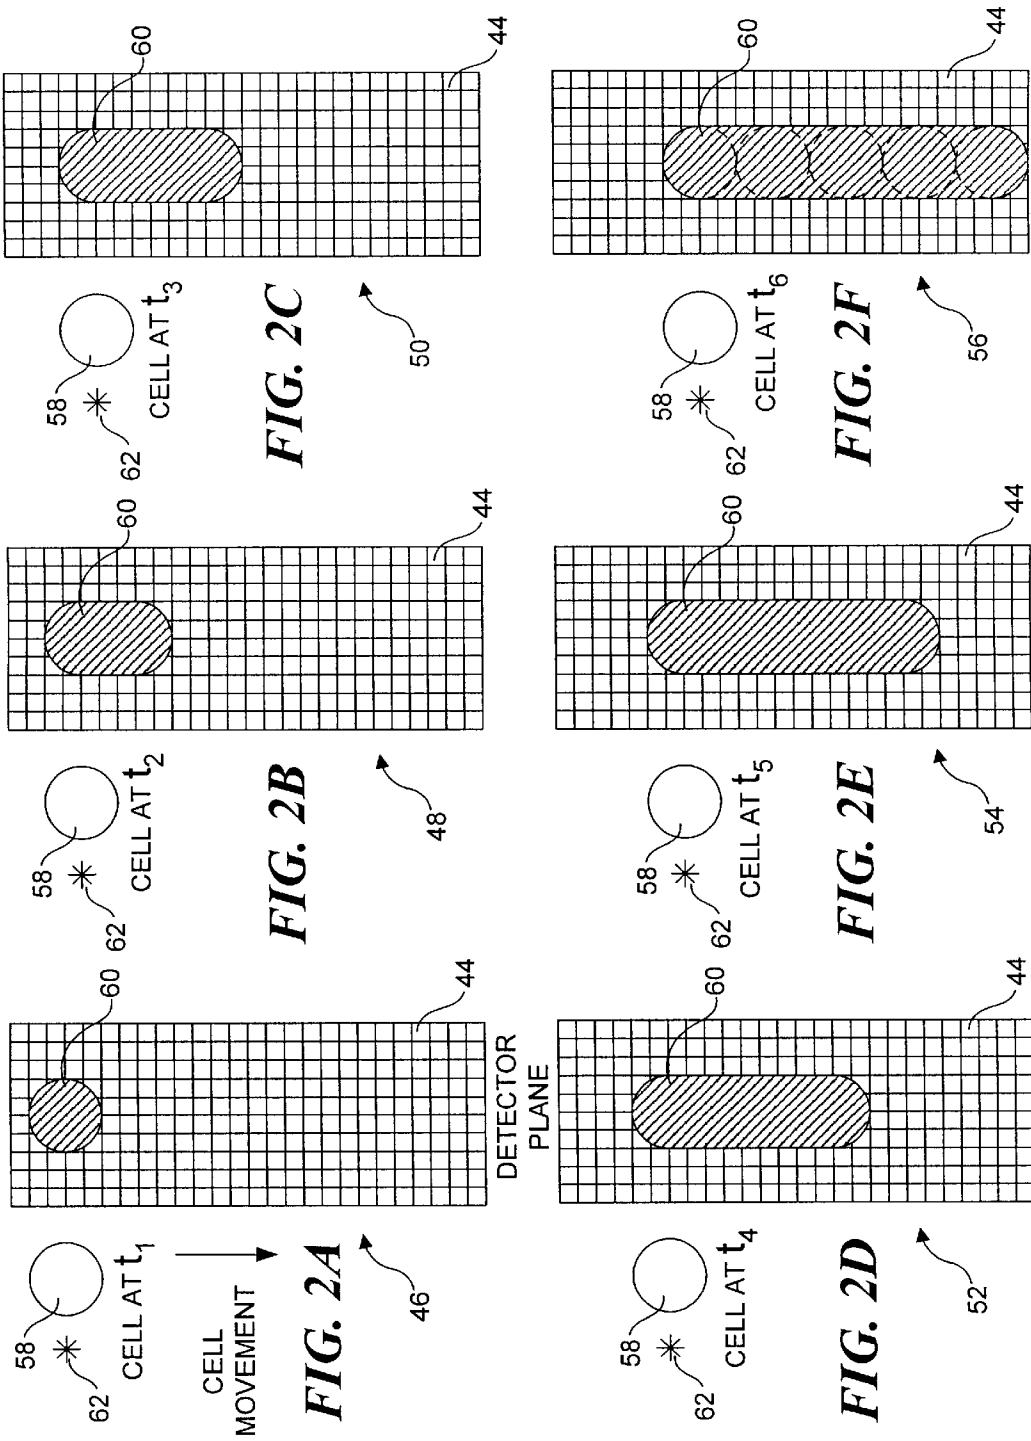 58
62
CELL AT t1
CELL
MOVEMENT
FIG. 2A
46
60
44
58
62
CELL AT t2
FIG. 2B
48
60
44
58
62
CELL AT t3
FIG. 2C
50
60
44
DETECTOR
PLANE
58
62
CELL AT t4
FIG. 2D
52
60
44
58
62
CELL AT t5
FIG. 2E
54
60
44
58
62
CELL AT t6
FIG. 2F
56
60
44